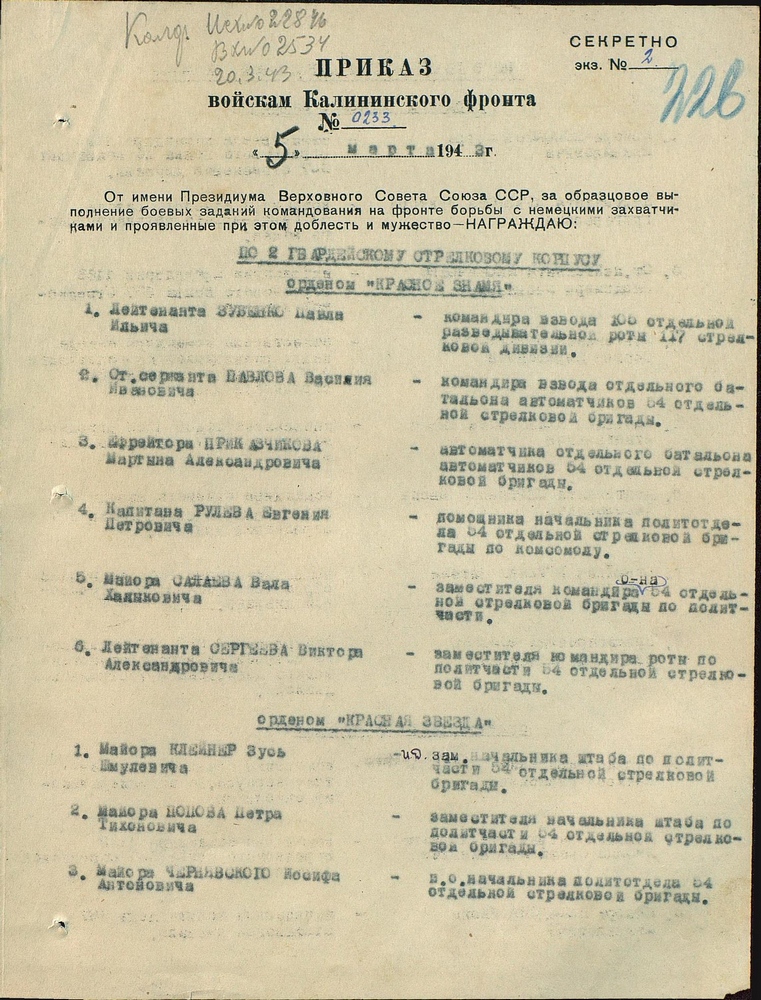 Исх№ 2287б
Вх№ 02534
20.3.43
СЕКРЕТНО
экз. № 2
226
ПРИКАЗ
войскам Калининского фронта
№ 0233
«5» марта 1943г.
От имени Президиума Верховного Совета Союза ССР, за образцовое вы-
полнение боевых заданий командования на фронте борьбы с немецкими захватчи-
ками и проявленные при этом доблесть и мужество—НАГРАЖДАЮ:
ПО 2 ГВАРДЕЙСКОМУ СТРЕЛКОВОМУ КОРПУСУ
орденом "КРАСНОЕ ЗНАМЯ"
1. Лейтенанта ЗУБЕНКО Павла
Ильича
- командира взвода 105 отдельной
разведывательной роты 117 стрел-
ковой дивизии.
2. Ст.сержанта ПАВЛОВА Василия
Ивановича
- командира взвода отдельного ба-
тальона автоматчиков 54 отдель-
ной стрелковой бригады.
3. Ефрейтора ПРИКАЗЧИКОВА
Мартына Александровича
- автоматчика отдельного батальона
автоматчиков 54 отдельной стрел-
ковой бригады.
4. Капитана РУЛЕВА Евгения
Петровича
- помощника начальника политотде-
ла 54 отдельной стрелковой бри-
гады по комсомолу.
5. Майора САКАЕВА Вала
Халыковича
- заместителя командира б-на 54 отдель-
ной стрелковой бригады по полит-
части.
6. Лейтенанта СЕРГЕЕВА Виктора
Александровича
- заместителя командира роты по
политчасти 54 отдельной стрелко-
вой бригады.
орденом "КРАСНАЯ ЗВЕЗДА"
1. Майора КЛЕЙНЕР Зусь
Шмулевича
-ид. зам. начальника штаба по полит-
части 54 отдельной стрелковой
бригады.
2. Майора ПОПОВА Петра
Тихоновича
- заместителя начальника штаба по
политчасти 54 отдельной стрелко-
вой бригады.
3. Майора ЧЕРНЯВСКОГО Иосифа
Антоновича
- в.о.начальника политотдела 54
отдельной стрелковой бригады.